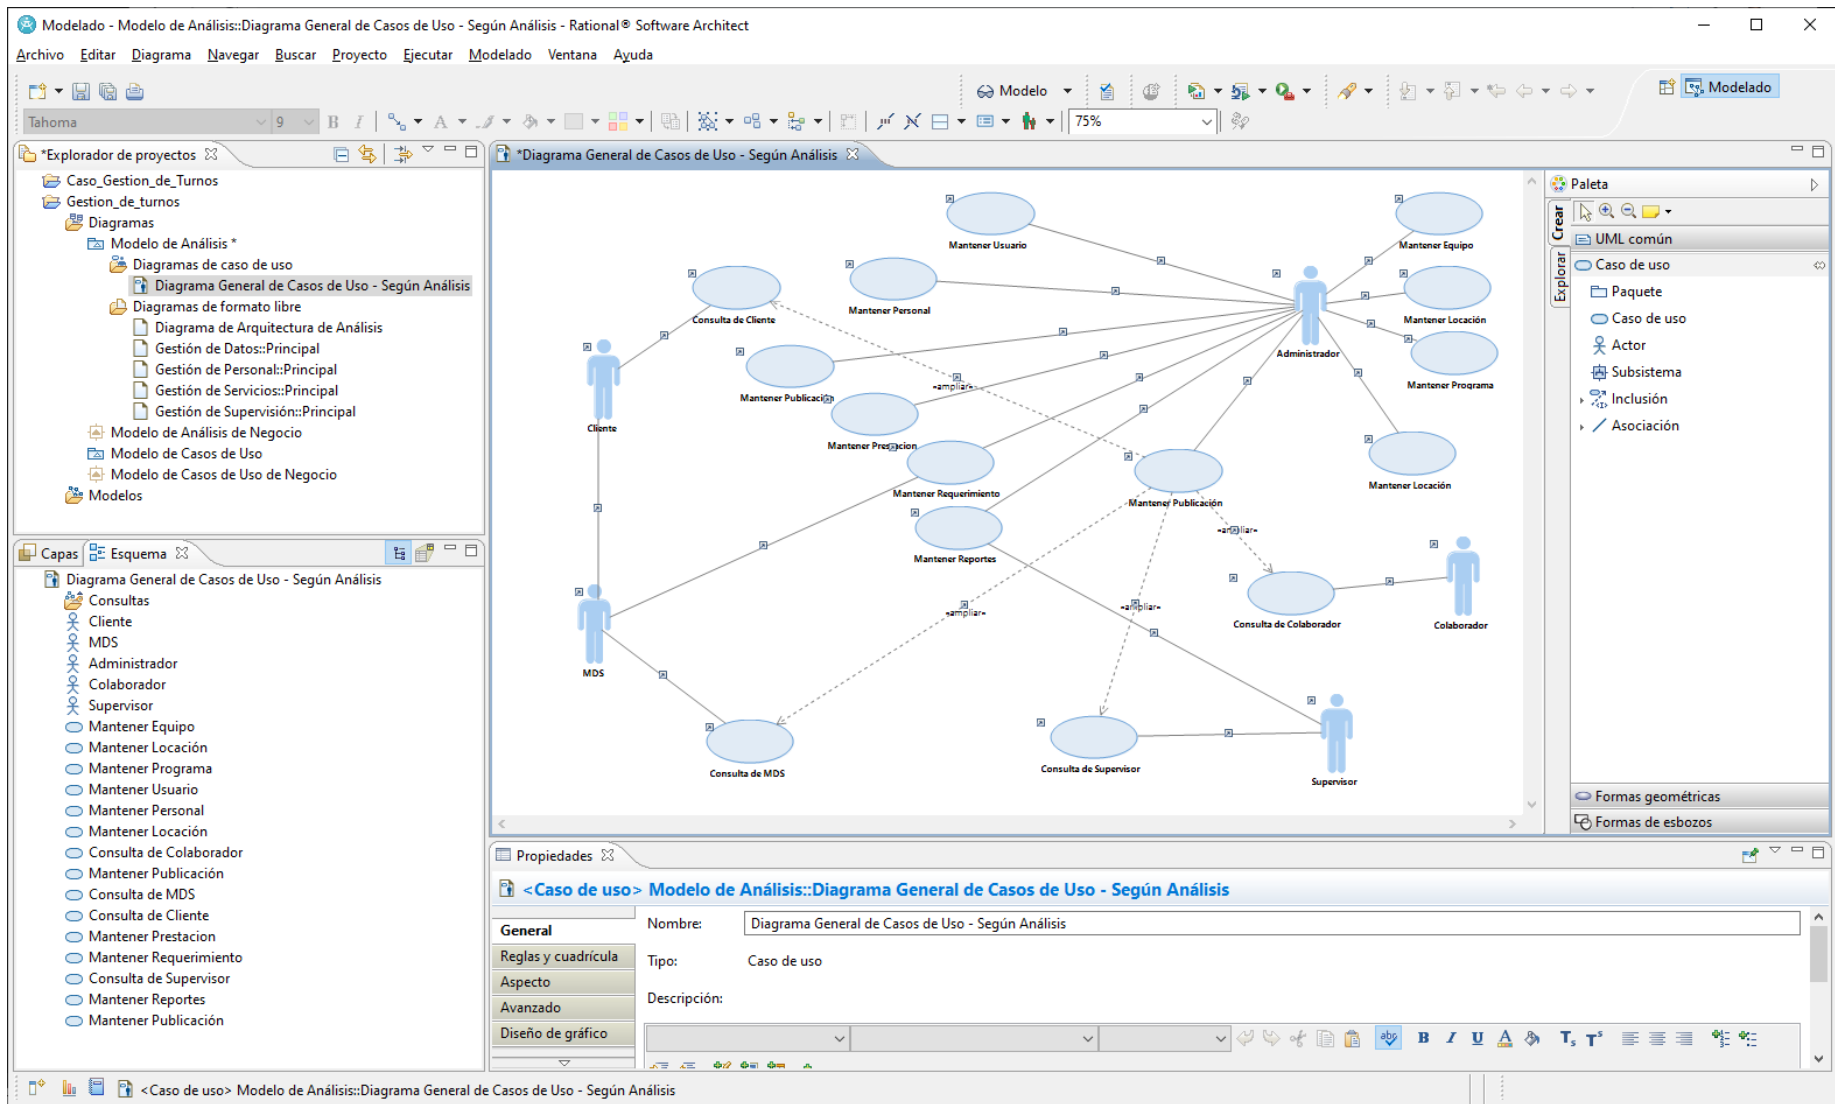 Modelado - Modelo de Análisis::Diagrama General de Casos de Uso - Según Análisis - Rational® Software Architect
Archivo Editar Diagrama Navegar Buscar Proyecto Ejecutar Modelado Ventana Ayuda
Modelo
Modelado
Tahoma 9
B I
A
75%
*Explorador de proyectos
Caso_Gestion_de_Turnos
Gestion_de_turnos
Diagramas
Modelo de Análisis *
Diagramas de caso de uso
Diagrama General de Casos de Uso - Según Análisis
Diagramas de formato libre
Diagrama de Arquitectura de Análisis
Gestión de Datos::Principal
Gestión de Personal::Principal
Gestión de Servicios::Principal
Gestión de Supervisión::Principal
Modelo de Análisis de Negocio
Modelo de Casos de Uso
Modelo de Casos de Uso de Negocio
Modelos
Capas
Esquema
Diagrama General de Casos de Uso - Según Análisis
Consultas
Cliente
MDS
Administrador
Colaborador
Supervisor
Mantener Equipo
Mantener Locación
Mantener Programa
Mantener Usuario
Mantener Personal
Mantener Locación
Consulta de Colaborador
Mantener Publicación
Consulta de MDS
Consulta de Cliente
Mantener Prestacion
Mantener Requerimiento
Consulta de Supervisor
Mantener Reportes
Mantener Publicación
*Diagrama General de Casos de Uso - Según Análisis
Mantener Usuario
Mantener Equipo
Mantener Personal
Consulta de Cliente
Mantener Locación
Administrador
Mantener Programa
«ampliar»
Mantener Publicación
Cliente
Mantener Prestacion
Mantener Locación
Mantener Requerimiento
Mantener Publicación
«ampliar»
Mantener Reportes
«ampliar»
«ampliar»
Consulta de Colaborador
Colaborador
MDS
Consulta de MDS
Consulta de Supervisor
Supervisor
Paleta
Crear
Explorar
UML común
Caso de uso
Paquete
Caso de uso
Actor
Subsistema
Inclusión
Asociación
Formas geométricas
Formas de esbozos
Propiedades
<Caso de uso> Modelo de Análisis::Diagrama General de Casos de Uso - Según Análisis
General
Reglas y cuadrícula
Aspecto
Avanzado
Diseño de gráfico
Nombre: Diagrama General de Casos de Uso - Según Análisis
Tipo: Caso de uso
Descripción:
abc B I U A Ts Ts
<Caso de uso> Modelo de Análisis::Diagrama General de Casos de Uso - Según Análisis